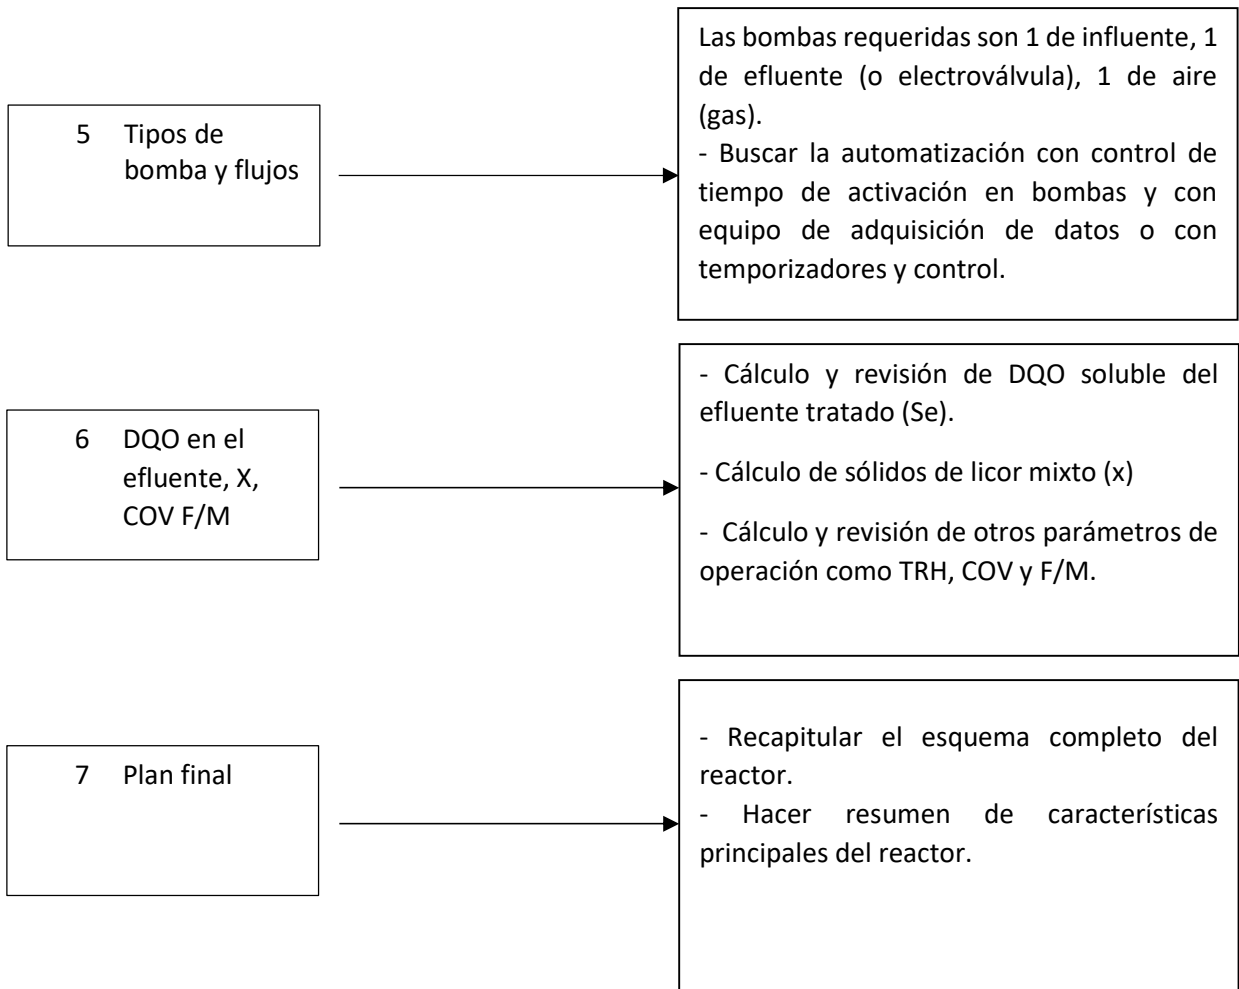 5 Tipos de
bomba y flujos
Las bombas requeridas son 1 de influente, 1
de efluente (o electroválvula), 1 de aire
(gas).
- Buscar la automatización con control de
tiempo de activación en bombas y con
equipo de adquisición de datos o con
temporizadores y control.
6 DQO en el
efluente, X,
COV F/M
- Cálculo y revisión de DQO soluble del
efluente tratado (Se).
- Cálculo de sólidos de licor mixto (x)
- Cálculo y revisión de otros parámetros de
operación como TRH, COV y F/M.
7 Plan final
- Recapitular el esquema completo del
reactor.
- Hacer resumen de características
principales del reactor.